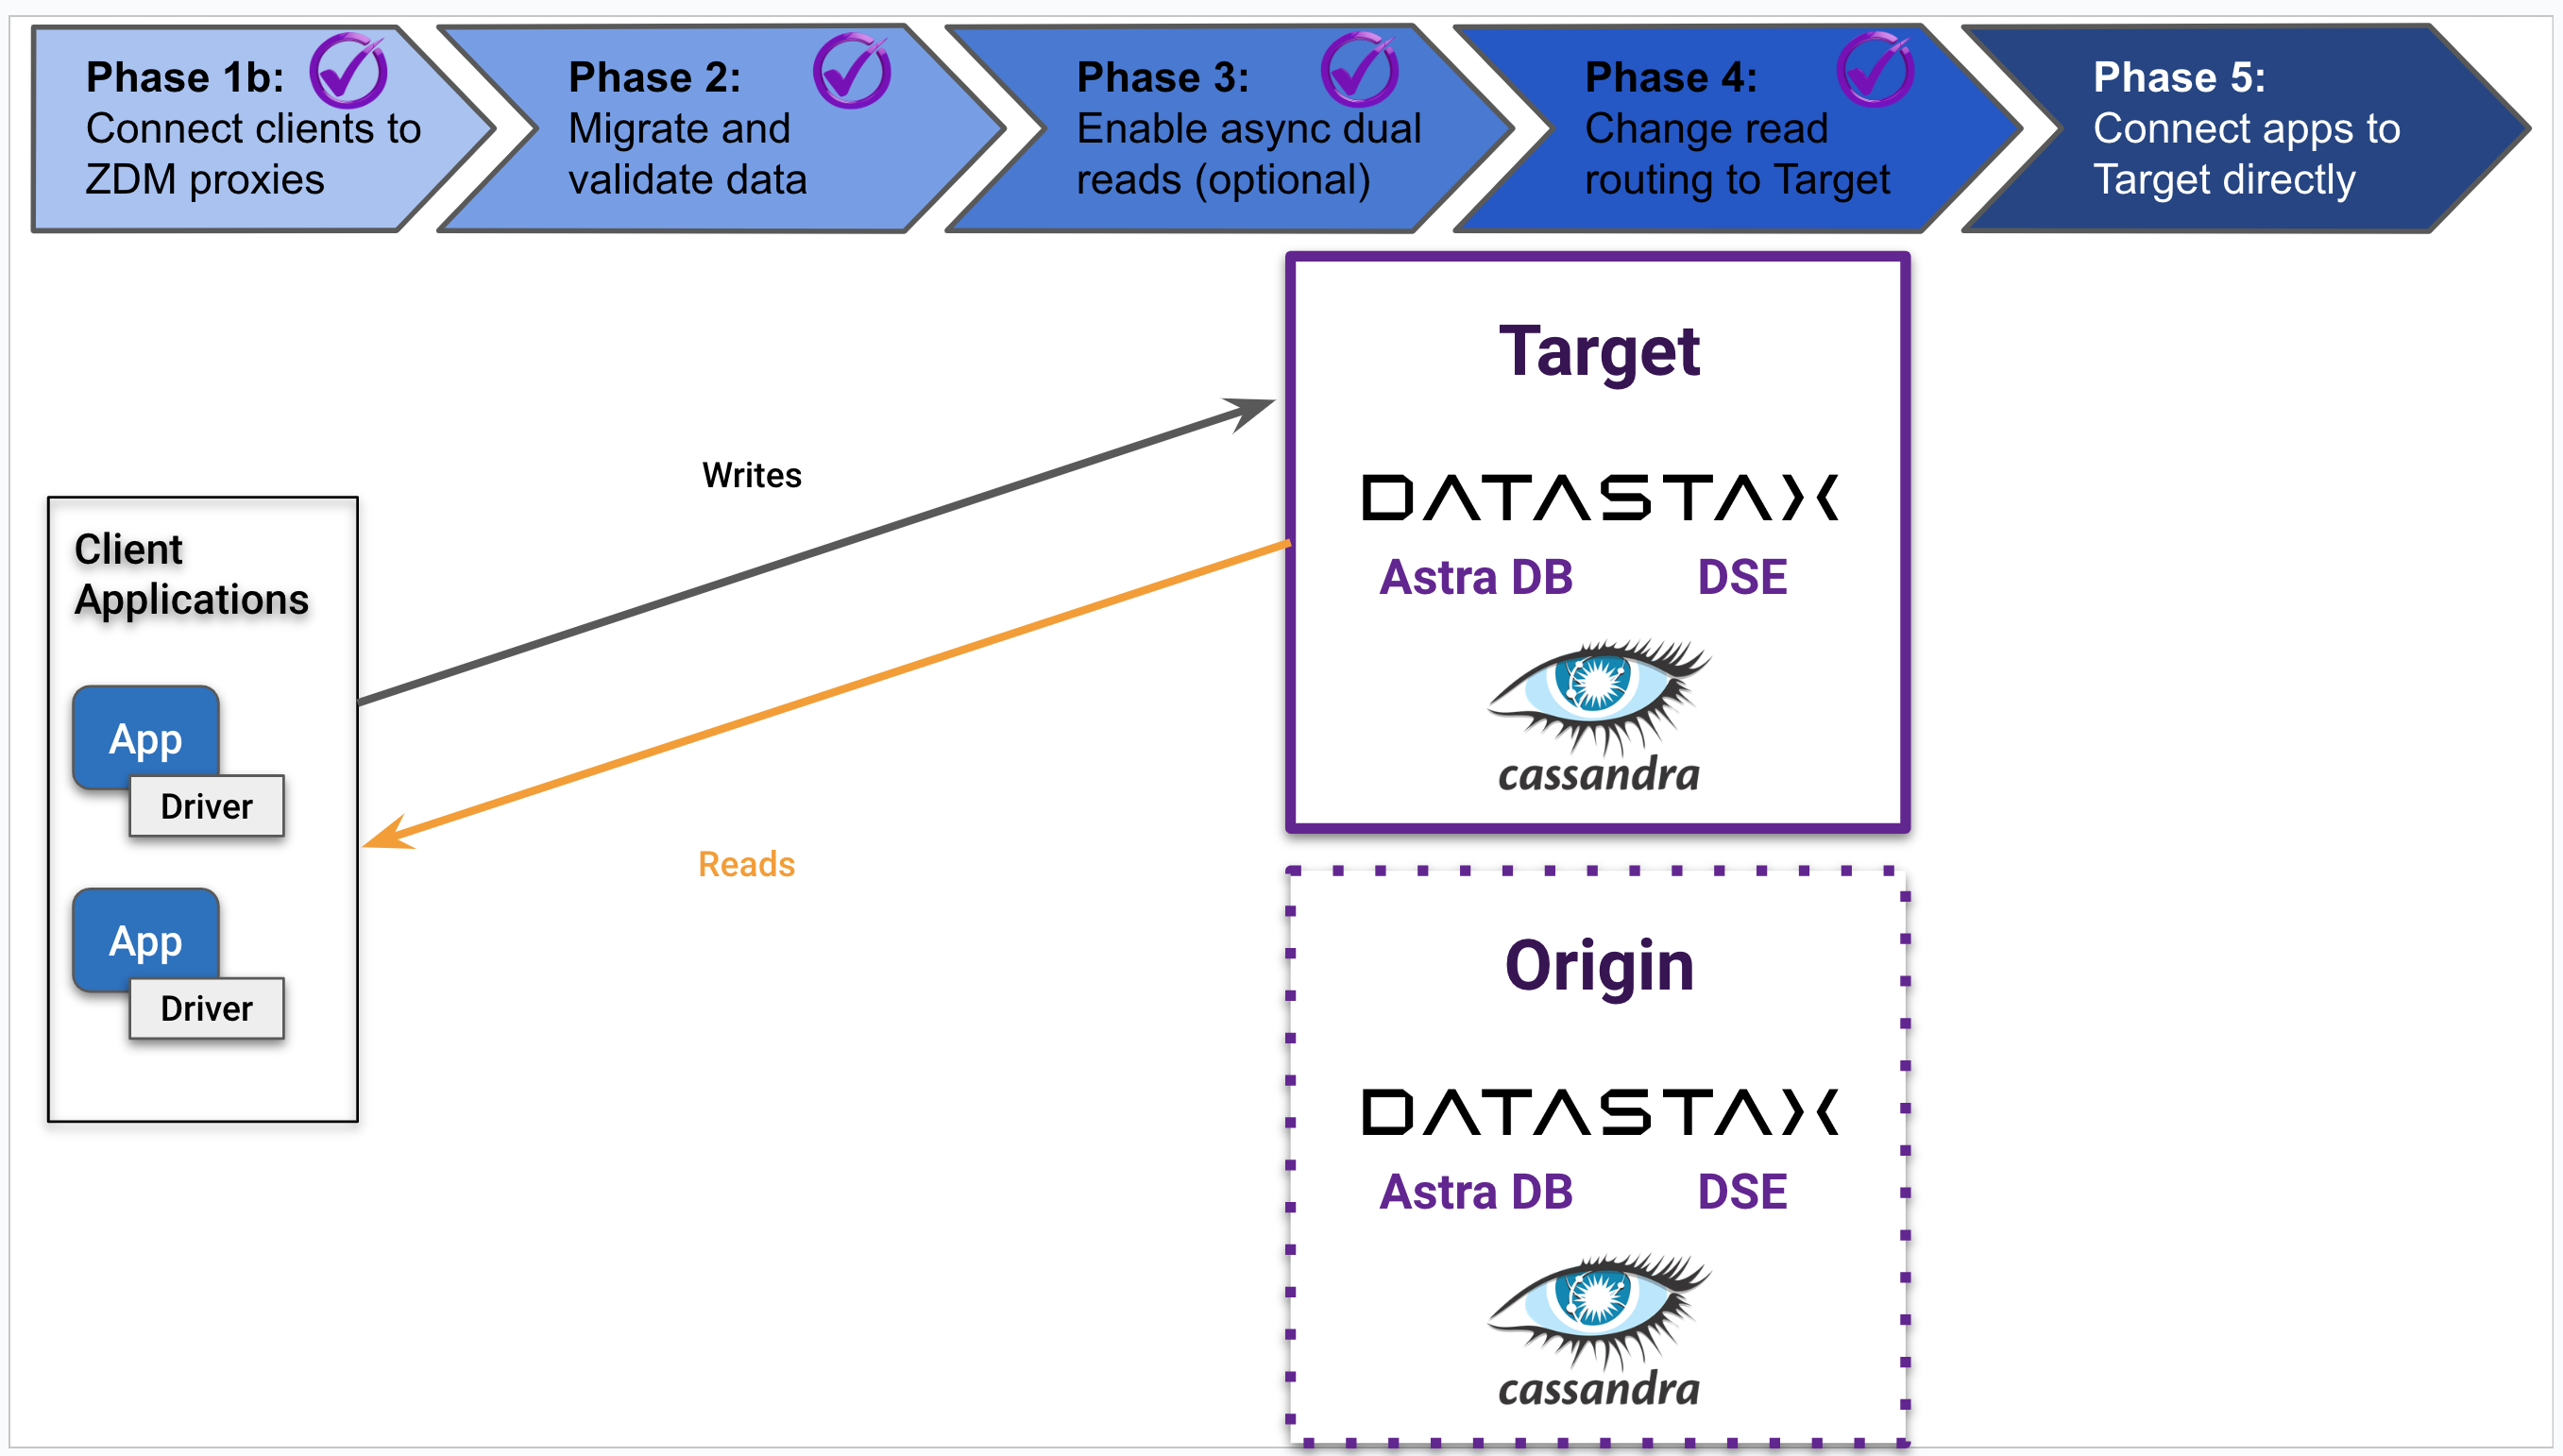 Phase 1b:
Connect clients to
ZDM proxies
Phase 2:
Migrate and
validate data
Phase 3:
Enable async dual
reads (optional)
Phase 4:
Change read
routing to Target
Phase 5:
Connect apps to
Target directly
Client
Applications
App
Driver
App
Driver
Writes
Reads
Target
DATASTAX
Astra DB DSE
cassandra
Origin
DATASTAX
Astra DB DSE
cassandra